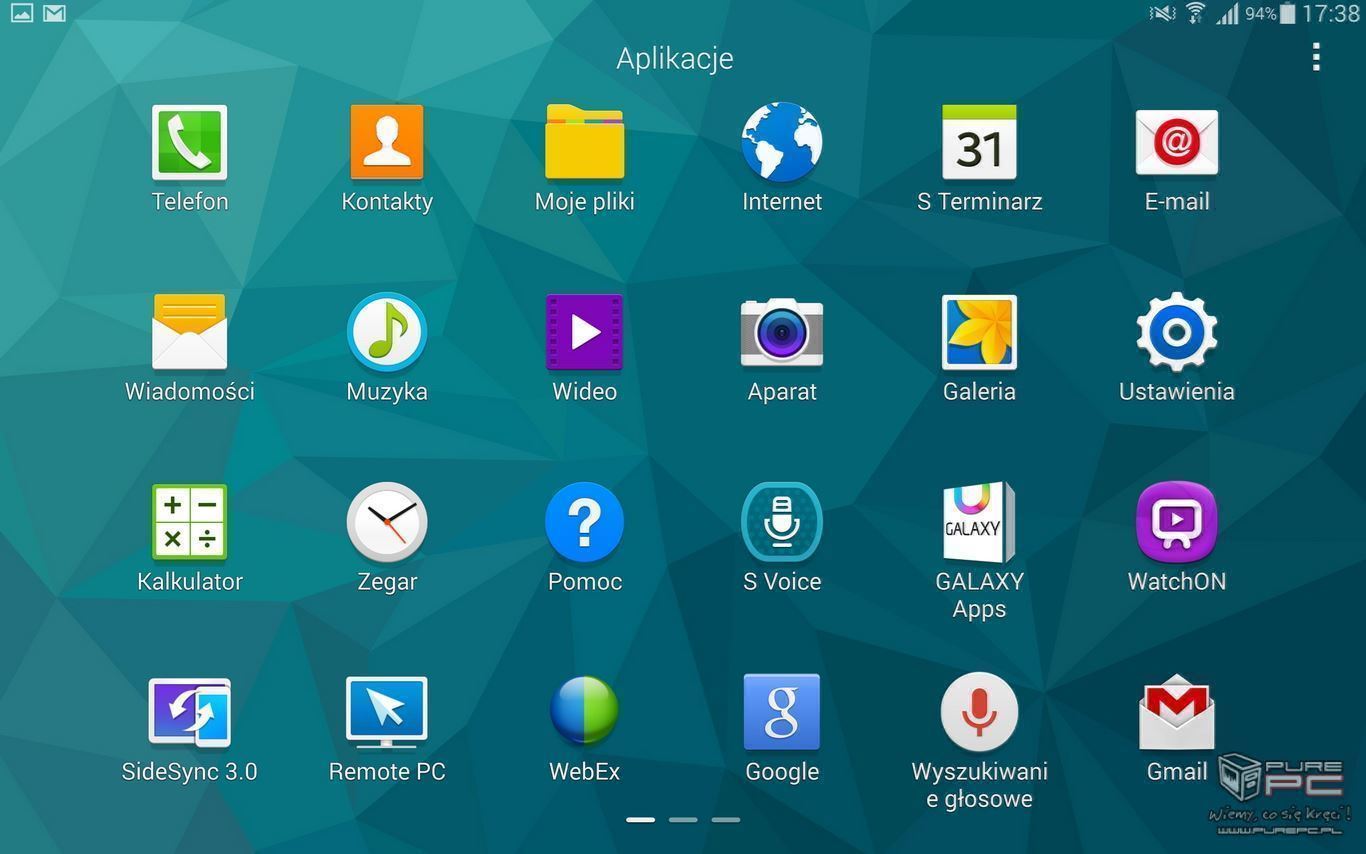 94% 17:38
Aplikacje
31
@
Telefon Kontakty Moje pliki Internet S Terminarz E-mail
Wiadomości Muzyka Wideo Aparat Galeria Ustawienia
GALAXY
Kalkulator Zegar Pomoc S Voice GALAXY Apps WatchON
g
SideSync 3.0 Remote PC WebEx Google Wyszukiwani
e głosowe Gmail
PURE
PC
Wiemy, co się kręci!
www.purepc.pl